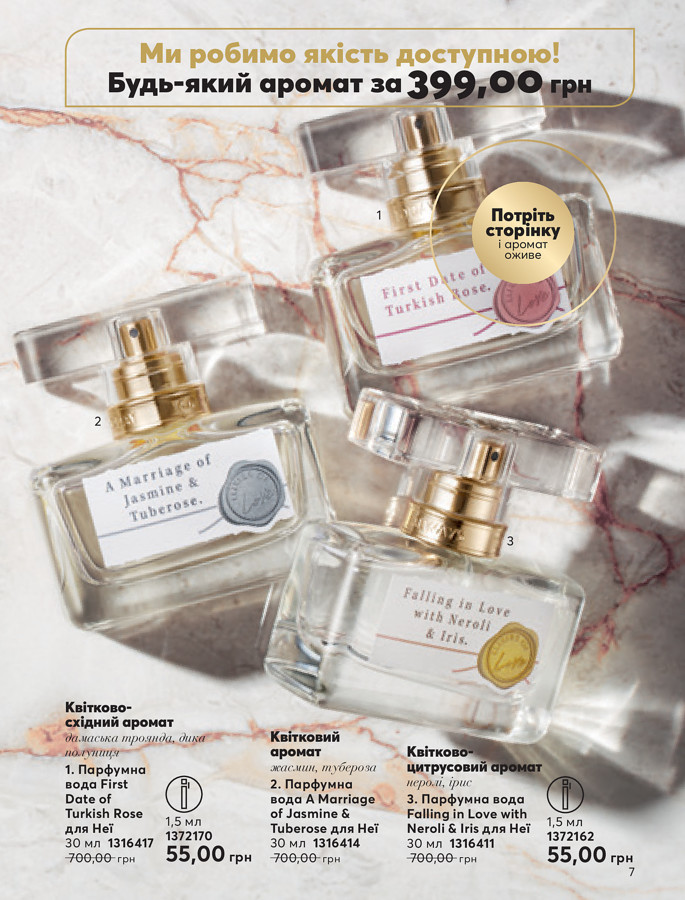 Ми робимо якість доступною!
Будь-який аромат за 399,00 грн
1
Потріть
сторінку
і аромат
оживе
First Date of
Turkish Rose.
Love
2
A Marriage of
Jasmine &
Tuberose.
Love
3
Falling in Love
with Neroli
& Iris.
Love
Квітково-
східний аромат
дамаська троянда, дика
полуниця
1. Парфумна
вода First
Date of
Turkish Rose
для Неї
30 мл 1316417
700,00 грн
1,5 мл
1372170
55,00 грн
Квітковий
аромат
жасмин, тубероза
2. Парфумна
вода A Marriage
of Jasmine &
Tuberose для Неї
30 мл 1316414
700,00 грн
Квітково-
цитрусовий аромат
неролі, ірис
3. Парфумна вода
Falling in Love with
Neroli & Iris для Неї
30 мл 1316411
700,00 грн
1,5 мл
1372162
55,00 грн
7